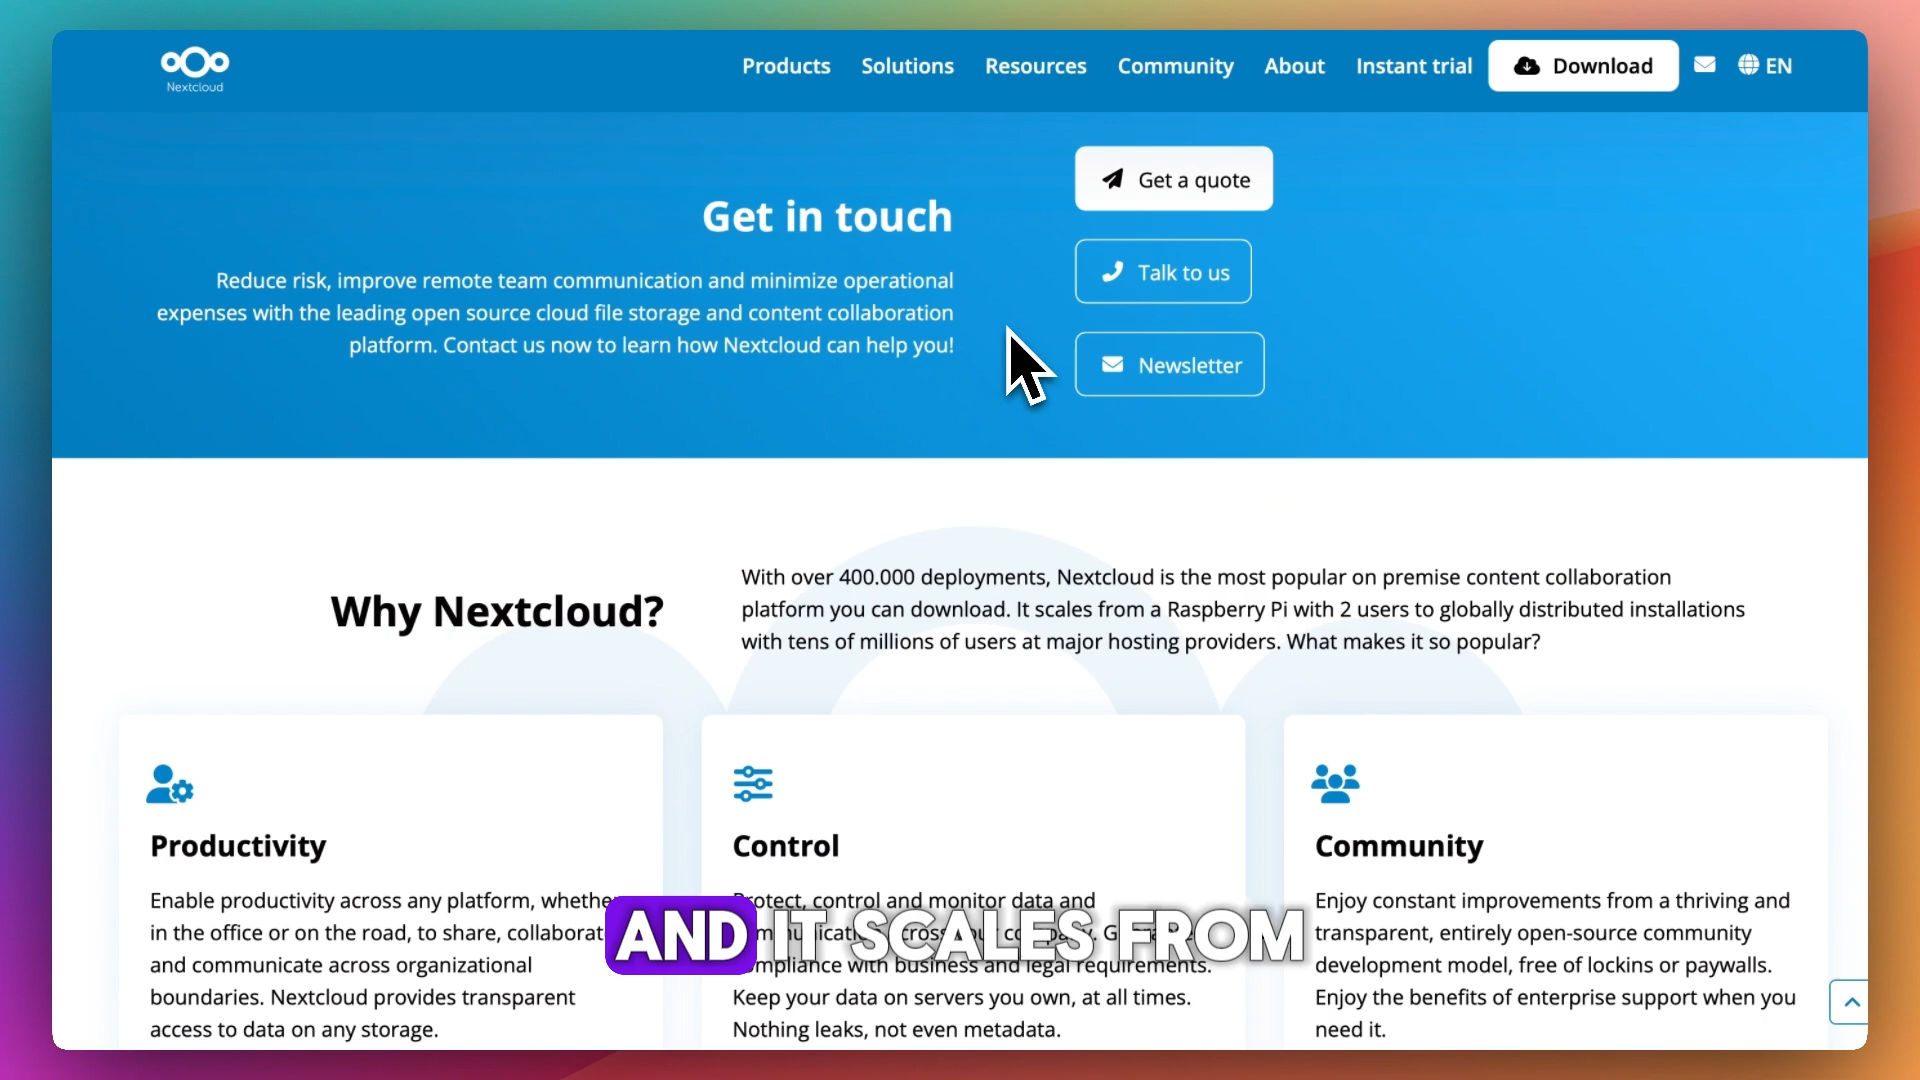 Nextcloud
Products Solutions Resources Community About Instant trial Download EN
Get in touch
Reduce risk, improve remote team communication and minimize operational
expenses with the leading open source cloud file storage and content collaboration
platform. Contact us now to learn how Nextcloud can help you!
Get a quote
Talk to us
Newsletter
Why Nextcloud?
With over 400.000 deployments, Nextcloud is the most popular on premise content collaboration
platform you can download. It scales from a Raspberry Pi with 2 users to globally distributed installations
with tens of millions of users at major hosting providers. What makes it so popular?
Productivity
Enable productivity across any platform,
in the office or on the road, to share,
and communicate across organizational
boundaries. Nextcloud provides transparent
access to data on any storage.
Control
control and monitor data and
with business and legal requirements.
Keep your data on servers you own, at all times.
Nothing leaks, not even metadata.
Community
Enjoy constant improvements from a thriving and
transparent, entirely open-source community
development model, free of lockins or paywalls.
Enjoy the benefits of enterprise support when you
need it.
AND IT SCALES FROM